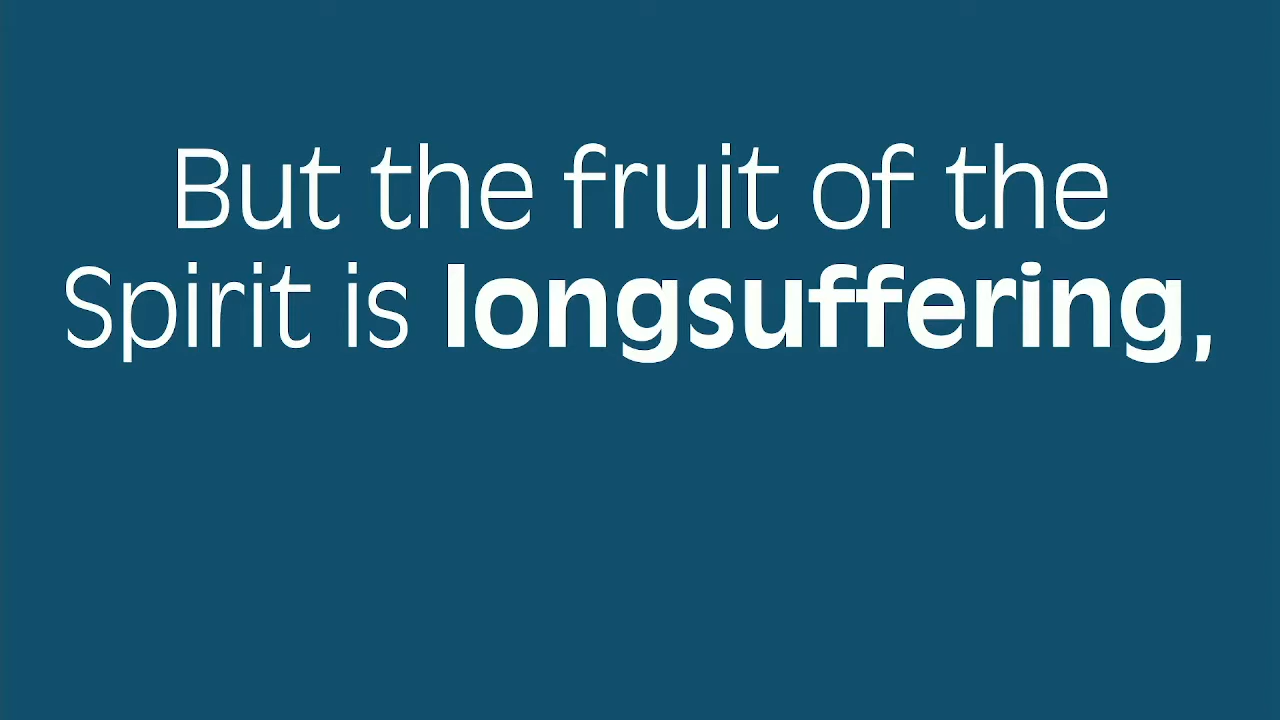 But the fruit of the
Spirit is longsuffering,